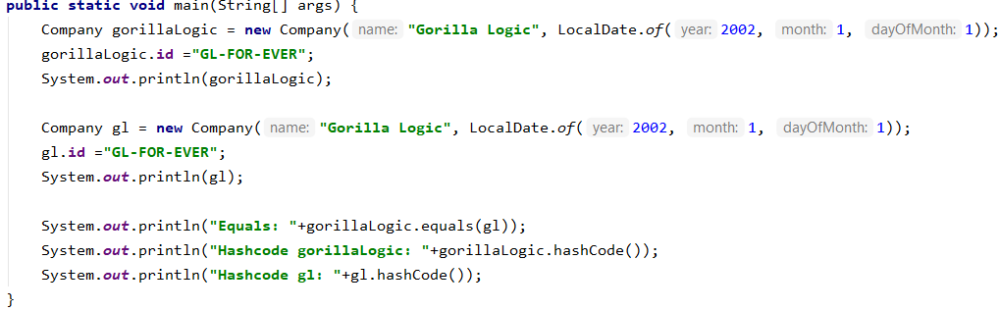 public static void main(String[] args) {
Company gorillaLogic = new Company( name: "Gorilla Logic", LocalDate.of( year: 2002, month: 1, dayOfMonth: 1));
gorillaLogic.id ="GL-FOR-EVER";
System.out.println(gorillaLogic);
Company gl = new Company( name: "Gorilla Logic", LocalDate.of( year: 2002, month: 1, dayOfMonth: 1));
gl.id ="GL-FOR-EVER";
System.out.println(gl);
System.out.println("Equals: "+gorillaLogic.equals(gl));
System.out.println("Hashcode gorillaLogic: "+gorillaLogic.hashCode());
System.out.println("Hashcode gl: "+gl.hashCode());
}